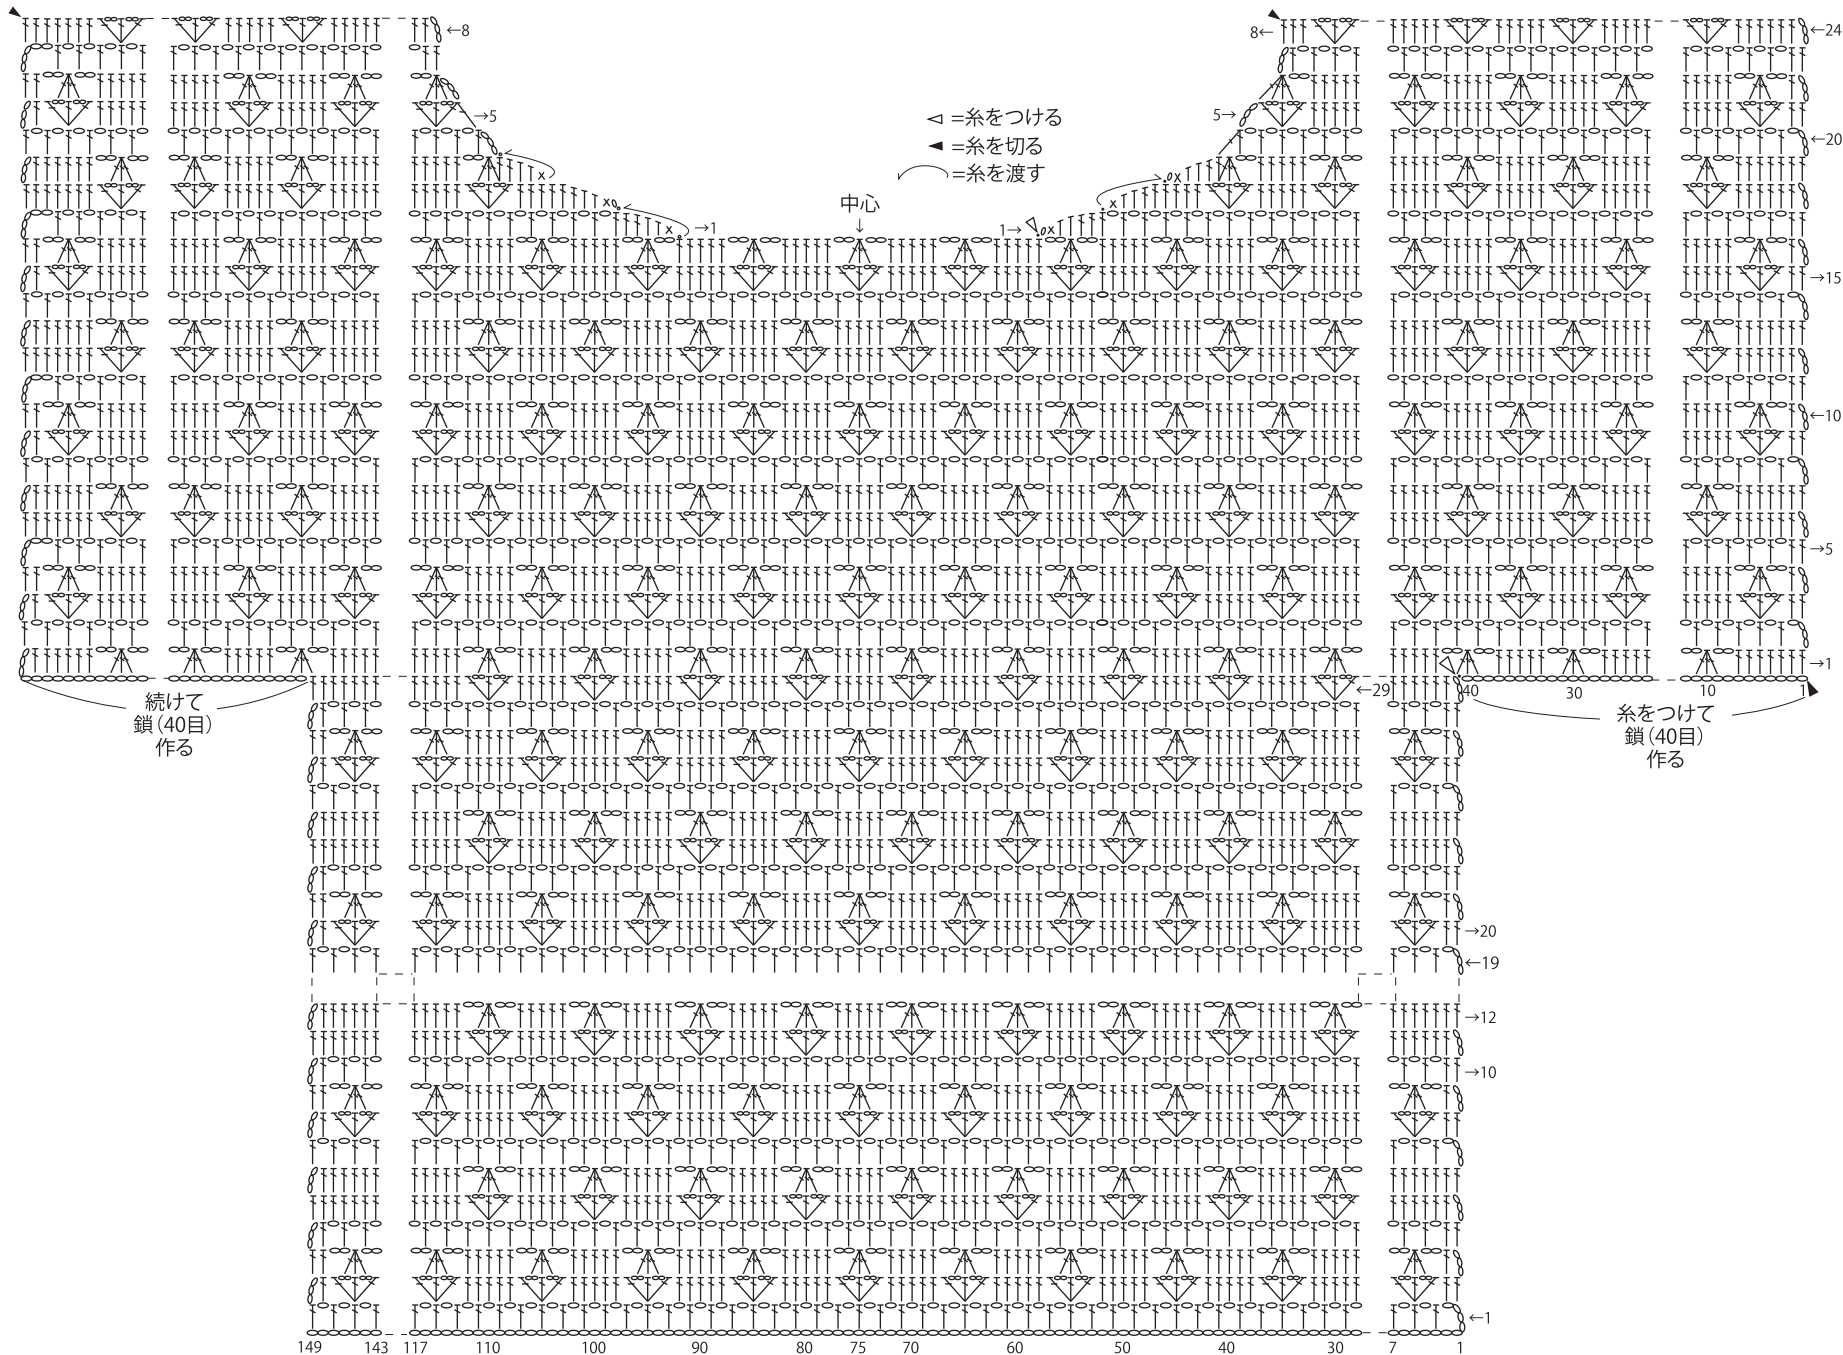 ←8
8←
←24
→5
5→
←20
=糸をつける
=糸を切る
=糸を渡す
中心
→1
1→
→15
←10
→5
→1
←29
40 30 10 1
続けて
鎖(40目)
作る
糸をつけて
鎖(40目)
作る
→20
←19
→12
→10
←1
149 143 117 110 100 90 80 75 70 60 50 40 30 7 1